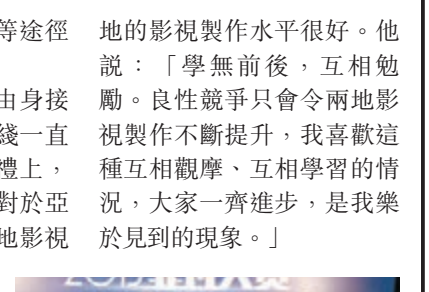 等途徑
由身接
綫一直
禮上，
對於亞
地影視
地的影視製作水平很好。他
説：「學無前後，互相勉
勵。良性競爭只會令兩地影
視製作不斷提升，我喜歡這
種互相觀摩、互相學習的情
況，大家一齊進步，是我樂
於見到的現象。」